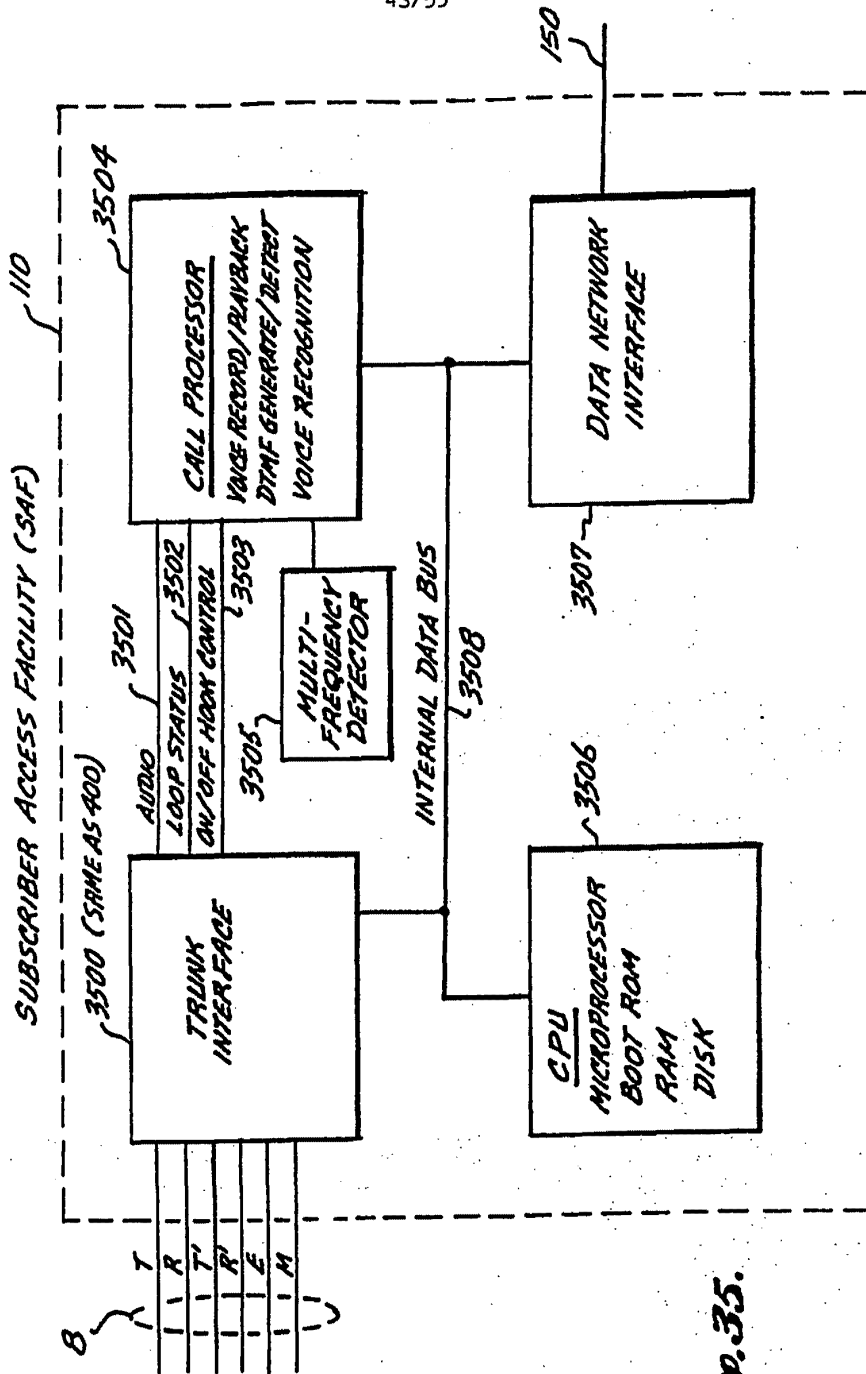 43/55
SUBSCRIBER ACCESS FACILITY (SAF)
110
3500 (SAME AS 400)
TRUNK
INTERFACE
B
T
R
T'
R'
E
M
AUDIO
3501
LOOP STATUS
3502
ON/OFF HOOK CONTROL
3503
3504
CALL PROCESSOR
VOICE RECORD/PLAYBACK
DTMF GENERATE/DETECT
VOICE RECOGNITION
3505
MULTI-
FREQUENCY
DETECTOR
INTERNAL DATA BUS
3508
3506
CPU
MICROPROCESSOR
BOOT ROM
RAM
DISK
3507
DATA NETWORK
INTERFACE
150
.35.